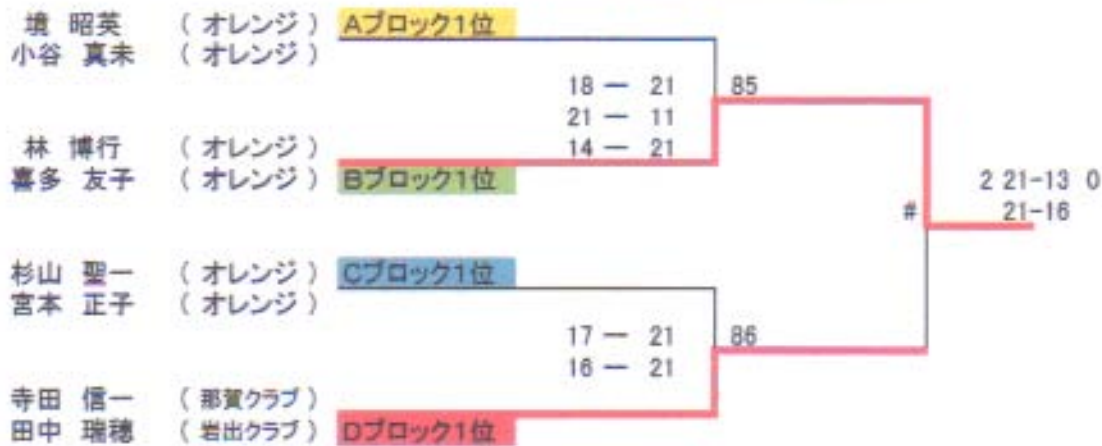 境 昭英 ( オレンジ ) Aブロック1位
小谷 真未 ( オレンジ )
18 — 21 85
21 — 11
林 博行 ( オレンジ ) 14 — 21
喜多 友子 ( オレンジ ) Bブロック1位
2 21-13 0
# 21-16
杉山 聖一 ( オレンジ ) Cブロック1位
宮本 正子 ( オレンジ )
17 — 21 86
16 — 21
寺田 信一 ( 那賀クラブ )
田中 瑞穂 ( 岩出クラブ ) Dブロック1位